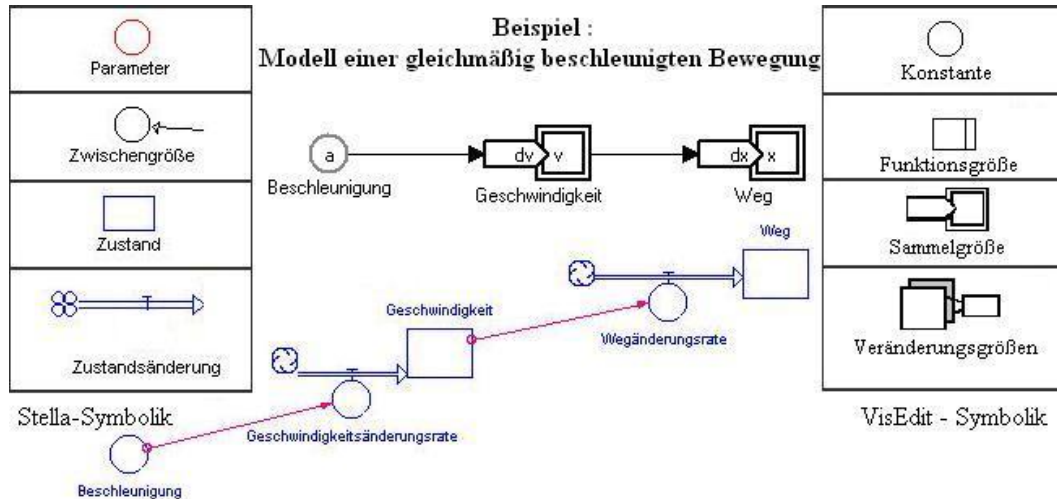 Beispiel :
Modell einer gleichmäßig beschleunigten Bewegung
Parameter
Zwischengröße
Zustand
Zustandsänderung
Stella-Symbolik
a
Beschleunigung
dv
v
Geschwindigkeit
dx
x
Weg
Weg
Wegänderungsrate
Geschwindigkeit
Geschwindigkeitsänderungsrate
Beschleunigung
Konstante
Funktionsgröße
Sammelgröße
Veränderungsgrößen
VisEdit - Symbolik